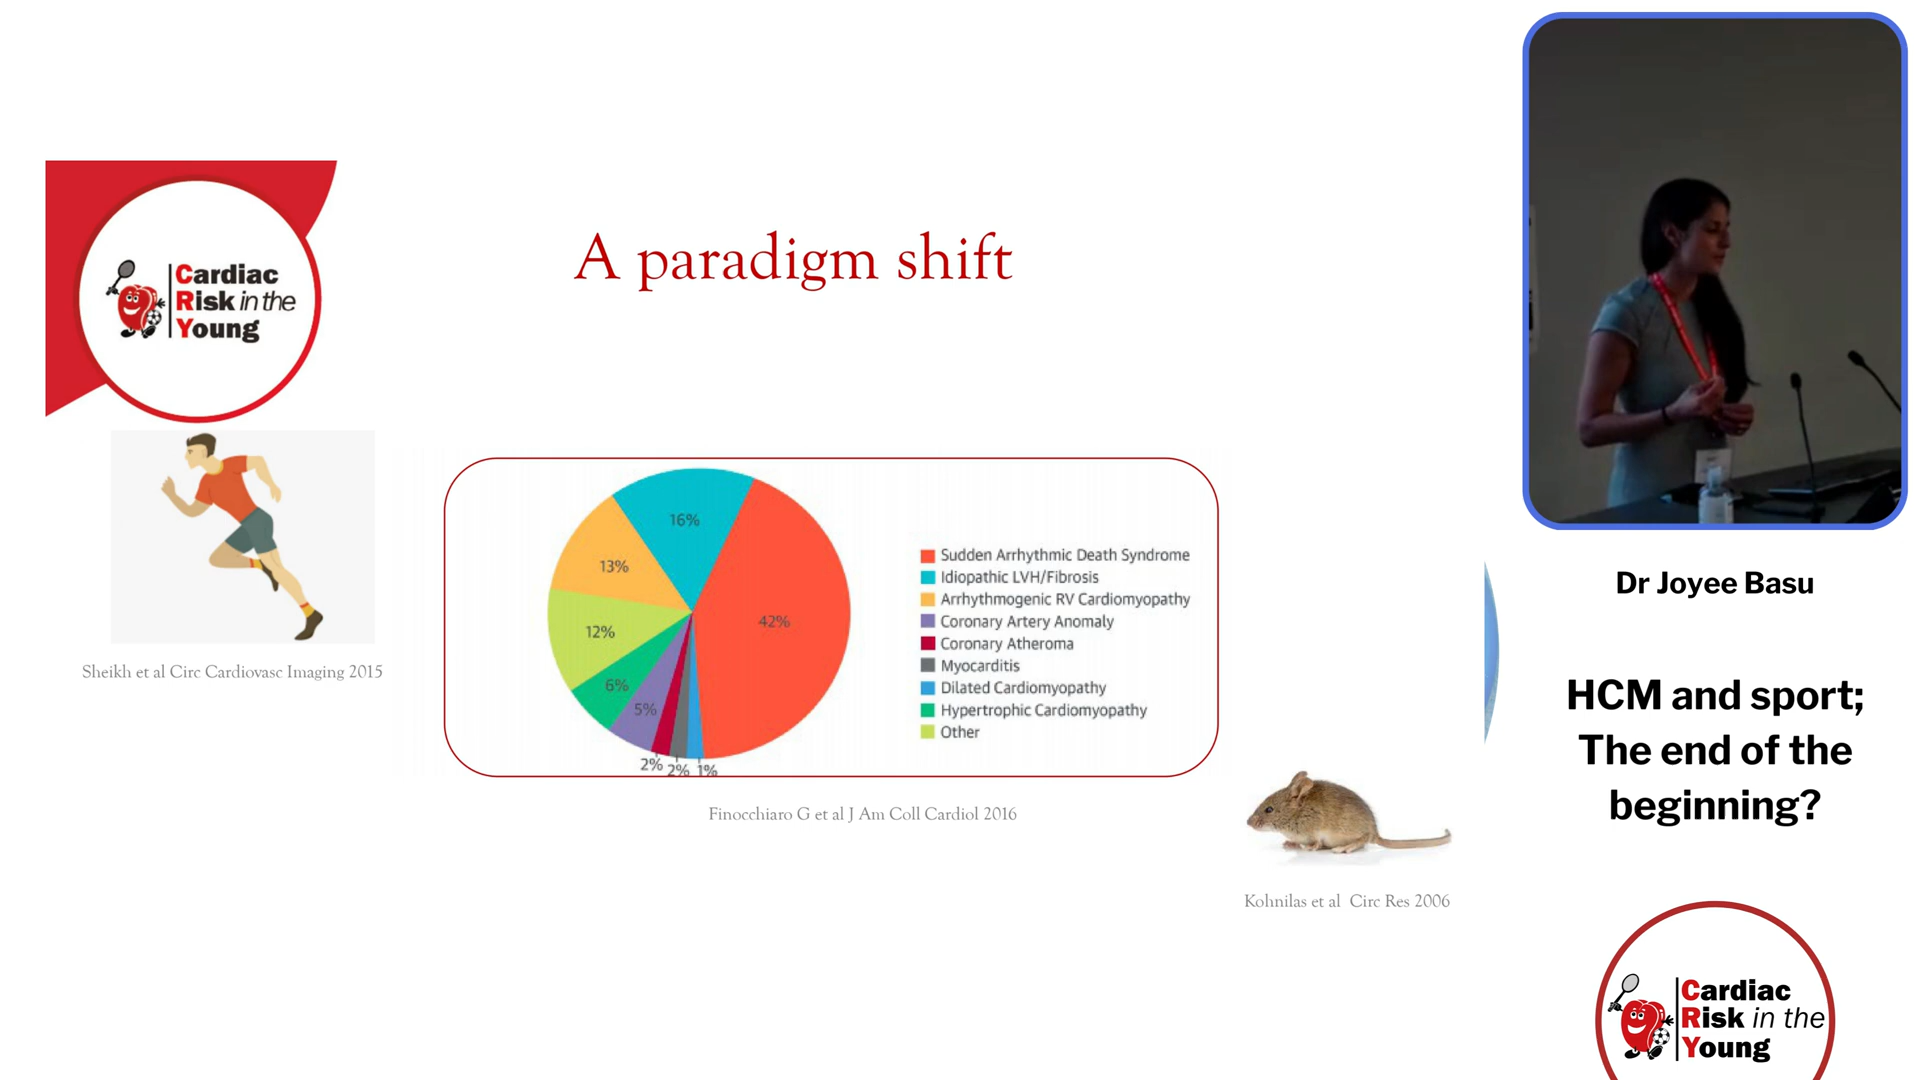 Cardiac
Risk in the
Young
A paradigm shift
Sheikh et al Circ Cardiovasc Imaging 2015
16%
13%
12%
6%
5%
2%
2%
1%
42%
Sudden Arrhythmic Death Syndrome
Idiopathic LVH/Fibrosis
Arrhythmogenic RV Cardiomyopathy
Coronary Artery Anomaly
Coronary Atheroma
Myocarditis
Dilated Cardiomyopathy
Hypertrophic Cardiomyopathy
Other
Finocchiaro G et al J Am Coll Cardiol 2016
Kohnilas et al Circ Res 2006
Dr Joyee Basu
HCM and sport;
The end of the
beginning?
Cardiac
Risk in the
Young